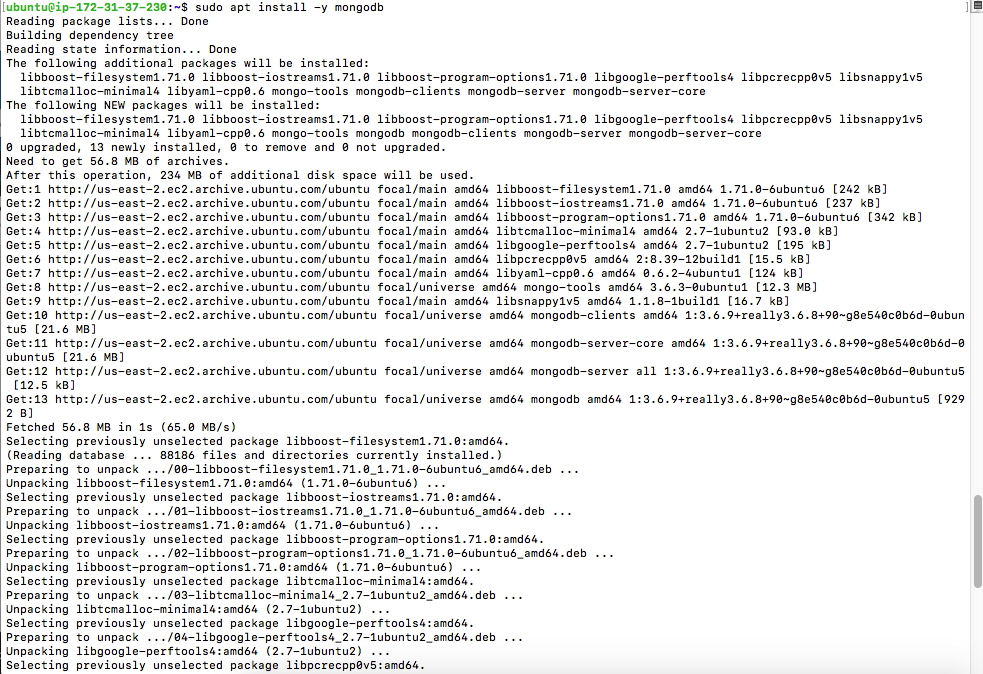 [ubuntu@ip-172-31-37-230:~$ sudo apt install -y mongodb ]
Reading package lists... Done
Building dependency tree
Reading state information... Done
The following additional packages will be installed:
  libboost-filesystem1.71.0 libboost-iostreams1.71.0 libboost-program-options1.71.0 libgoogle-perftools4 libpcrecpp0v5 libsnappy1v5
  libtcmalloc-minimal4 libyaml-cpp0.6 mongo-tools mongodb-clients mongodb-server mongodb-server-core
The following NEW packages will be installed:
  libboost-filesystem1.71.0 libboost-iostreams1.71.0 libboost-program-options1.71.0 libgoogle-perftools4 libpcrecpp0v5 libsnappy1v5
  libtcmalloc-minimal4 libyaml-cpp0.6 mongo-tools mongodb mongodb-clients mongodb-server mongodb-server-core
0 upgraded, 13 newly installed, 0 to remove and 0 not upgraded.
Need to get 56.8 MB of archives.
After this operation, 234 MB of additional disk space will be used.
Get:1 http://us-east-2.ec2.archive.ubuntu.com/ubuntu focal/main amd64 libboost-filesystem1.71.0 amd64 1.71.0-6ubuntu6 [242 kB]
Get:2 http://us-east-2.ec2.archive.ubuntu.com/ubuntu focal/main amd64 libboost-iostreams1.71.0 amd64 1.71.0-6ubuntu6 [237 kB]
Get:3 http://us-east-2.ec2.archive.ubuntu.com/ubuntu focal/main amd64 libboost-program-options1.71.0 amd64 1.71.0-6ubuntu6 [342 kB]
Get:4 http://us-east-2.ec2.archive.ubuntu.com/ubuntu focal/main amd64 libtcmalloc-minimal4 amd64 2.7-1ubuntu2 [93.0 kB]
Get:5 http://us-east-2.ec2.archive.ubuntu.com/ubuntu focal/main amd64 libgoogle-perftools4 amd64 2.7-1ubuntu2 [195 kB]
Get:6 http://us-east-2.ec2.archive.ubuntu.com/ubuntu focal/main amd64 libpcrecpp0v5 amd64 2:8.39-12build1 [15.5 kB]
Get:7 http://us-east-2.ec2.archive.ubuntu.com/ubuntu focal/main amd64 libyaml-cpp0.6 amd64 0.6.2-4ubuntu1 [124 kB]
Get:8 http://us-east-2.ec2.archive.ubuntu.com/ubuntu focal/universe amd64 mongo-tools amd64 3.6.3-0ubuntu1 [12.3 MB]
Get:9 http://us-east-2.ec2.archive.ubuntu.com/ubuntu focal/main amd64 libsnappy1v5 amd64 1.1.8-1build1 [16.7 kB]
Get:10 http://us-east-2.ec2.archive.ubuntu.com/ubuntu focal/universe amd64 mongodb-clients amd64 1:3.6.9+really3.6.8+90~g8e540c0b6d-0ubun
tu5 [21.6 MB]
Get:11 http://us-east-2.ec2.archive.ubuntu.com/ubuntu focal/universe amd64 mongodb-server-core amd64 1:3.6.9+really3.6.8+90~g8e540c0b6d-0
ubuntu5 [21.6 MB]
Get:12 http://us-east-2.ec2.archive.ubuntu.com/ubuntu focal/universe amd64 mongodb-server all 1:3.6.9+really3.6.8+90~g8e540c0b6d-0ubuntu5
 [12.5 kB]
Get:13 http://us-east-2.ec2.archive.ubuntu.com/ubuntu focal/universe amd64 mongodb amd64 1:3.6.9+really3.6.8+90~g8e540c0b6d-0ubuntu5 [929
2 B]
Fetched 56.8 MB in 1s (65.0 MB/s)
Selecting previously unselected package libboost-filesystem1.71.0:amd64.
(Reading database ... 88186 files and directories currently installed.)
Preparing to unpack .../00-libboost-filesystem1.71.0_1.71.0-6ubuntu6_amd64.deb ...
Unpacking libboost-filesystem1.71.0:amd64 (1.71.0-6ubuntu6) ...
Selecting previously unselected package libboost-iostreams1.71.0:amd64.
Preparing to unpack .../01-libboost-iostreams1.71.0_1.71.0-6ubuntu6_amd64.deb ...
Unpacking libboost-iostreams1.71.0:amd64 (1.71.0-6ubuntu6) ...
Selecting previously unselected package libboost-program-options1.71.0:amd64.
Preparing to unpack .../02-libboost-program-options1.71.0_1.71.0-6ubuntu6_amd64.deb ...
Unpacking libboost-program-options1.71.0:amd64 (1.71.0-6ubuntu6) ...
Selecting previously unselected package libtcmalloc-minimal4:amd64.
Preparing to unpack .../03-libtcmalloc-minimal4_2.7-1ubuntu2_amd64.deb ...
Unpacking libtcmalloc-minimal4:amd64 (2.7-1ubuntu2) ...
Selecting previously unselected package libgoogle-perftools4:amd64.
Preparing to unpack .../04-libgoogle-perftools4_2.7-1ubuntu2_amd64.deb ...
Unpacking libgoogle-perftools4:amd64 (2.7-1ubuntu2) ...
Selecting previously unselected package libpcrecpp0v5:amd64.